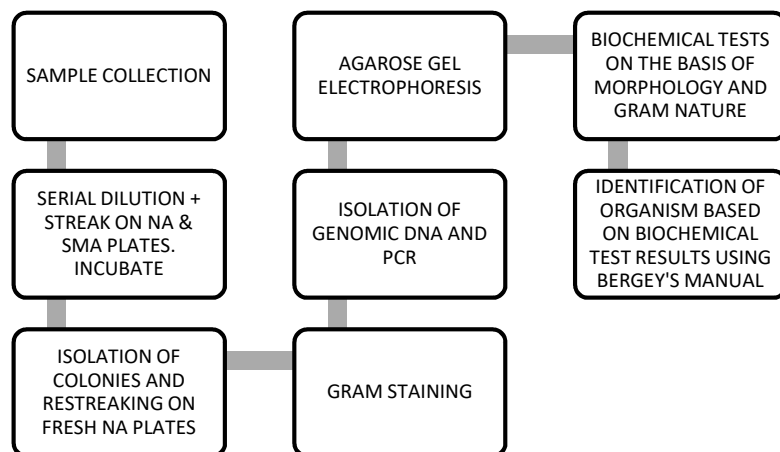 SAMPLE COLLECTION
SERIAL DILUTION +
STREAK ON NA &
SMA PLATES.
INCUBATE
ISOLATION OF
COLONIES AND
RESTREAKING ON
FRESH NA PLATES
GRAM STAINING
ISOLATION OF
GENOMIC DNA AND
PCR
AGAROSE GEL
ELECTROPHORESIS
BIOCHEMICAL TESTS
ON THE BASIS OF
MORPHOLOGY AND
GRAM NATURE
IDENTIFICATION OF
ORGANISM BASED
ON BIOCHEMICAL
TEST RESULTS USING
BERGEY'S MANUAL